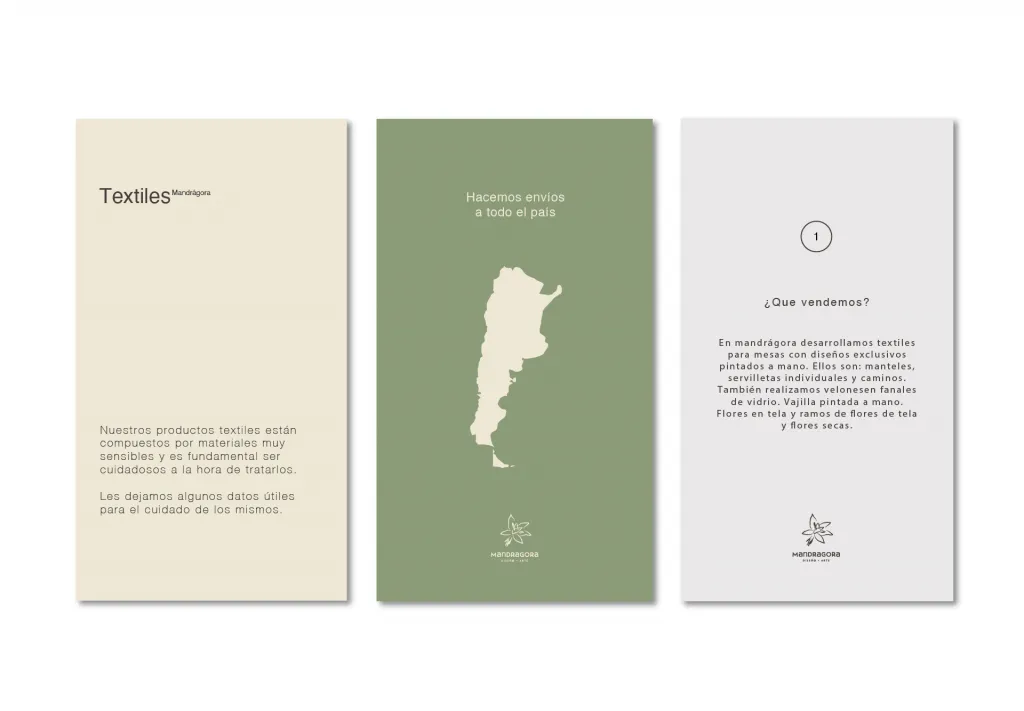 Textiles Mandrágora
Nuestros productos textiles están
compuestos por materiales muy
sensibles y es fundamental ser
cuidadosos a la hora de tratarlos.
Les dejamos algunos datos útiles
para el cuidado de los mismos.
Hacemos envíos
a todo el país
MANDRAGORA
DISEÑO + ARTE
1
¿Que vendemos?
En mandrágora desarrollamos textiles
para mesas con diseños exclusivos
pintados a mano. Ellos son: manteles,
servilletas individuales y caminos.
También realizamos velonesen fanales
de vidrio. Vajilla pintada a mano.
Flores en tela y ramos de flores de tela
y flores secas.
MANDRAGORA
DISEÑO + ARTE